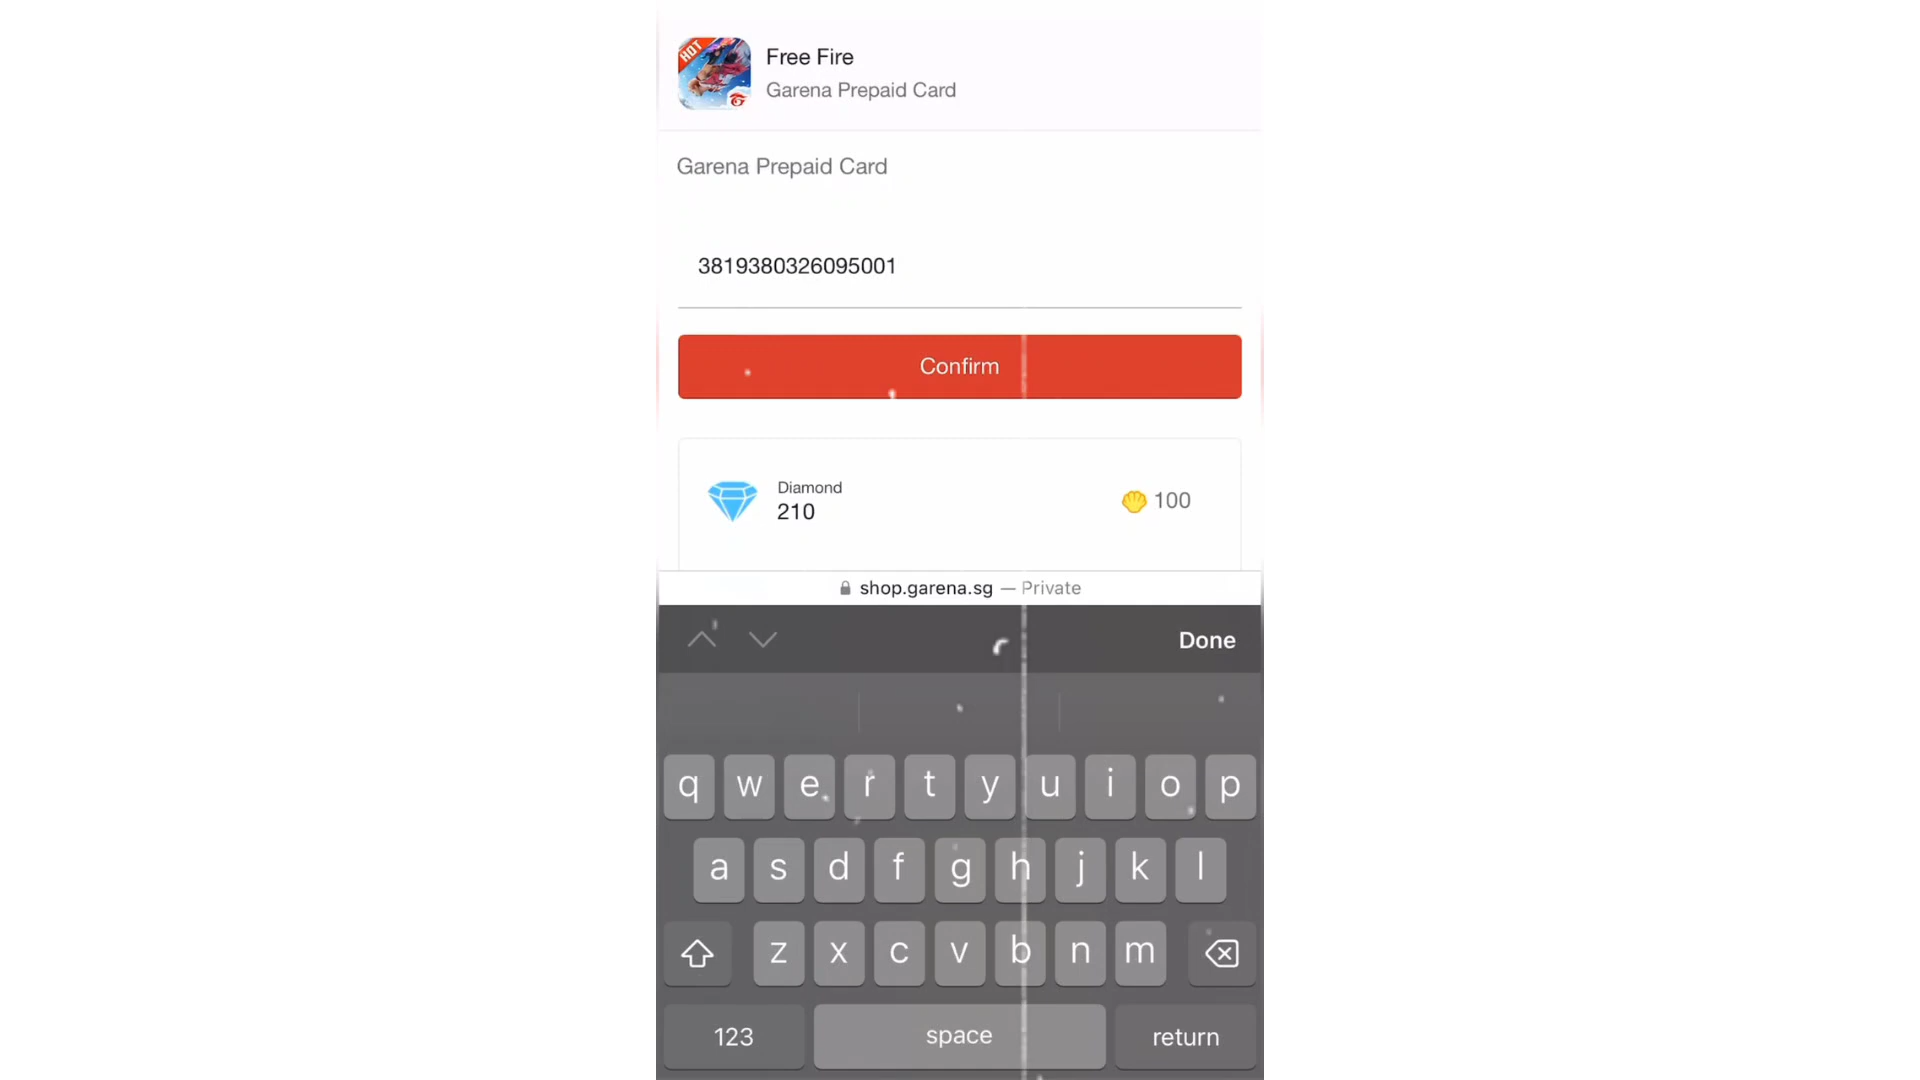 HOT
Free Fire
Garena Prepaid Card
Garena Prepaid Card
3819380326095001
Confirm
Diamond
210
100
shop.garena.sg — Private
Done
q w e r t y u i o p
a s d f g h j k l
z x c v b n m
123 space return